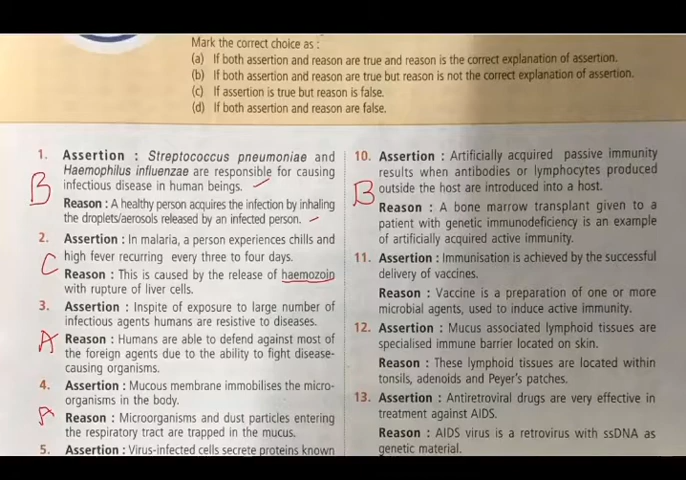 Mark the correct choice as :
(a) If both assertion and reason are true and reason is the correct explanation of assertion.
(b) If both assertion and reason are true but reason is not the correct explanation of assertion.
(c) If assertion is true but reason is false.
(d) If both assertion and reason are false.
1. Assertion : Streptococcus pneumoniae and
Haemophilus influenzae are responsible for causing
infectious disease in human beings.
B
Reason : A healthy person acquires the infection by inhaling
the droplets/aerosols released by an infected person.
2. Assertion : In malaria, a person experiences chills and
high fever recurring every three to four days.
C
Reason : This is caused by the release of haemozoin
with rupture of liver cells.
3. Assertion : Inspite of exposure to large number of
infectious agents humans are resistive to diseases.
A
Reason : Humans are able to defend against most of
the foreign agents due to the ability to fight disease-
causing organisms.
4. Assertion : Mucous membrane immobilises the micro-
organisms in the body.
A
Reason : Microorganisms and dust particles entering
the respiratory tract are trapped in the mucus.
5. Assertion : Virus-infected cells secrete proteins known
10. Assertion : Artificially acquired passive immunity
results when antibodies or lymphocytes produced
outside the host are introduced into a host.
B
Reason : A bone marrow transplant given to a
patient with genetic immunodeficiency is an example
of artificially acquired active immunity.
11. Assertion : Immunisation is achieved by the successful
delivery of vaccines.
Reason : Vaccine is a preparation of one or more
microbial agents, used to induce active immunity.
12. Assertion : Mucus associated lymphoid tissues are
specialised immune barrier located on skin.
Reason : These lymphoid tissues are located within
tonsils, adenoids and Peyer's patches.
13. Assertion : Antiretroviral drugs are very effective in
treatment against AIDS.
Reason : AIDS virus is a retrovirus with ssDNA as
genetic material.